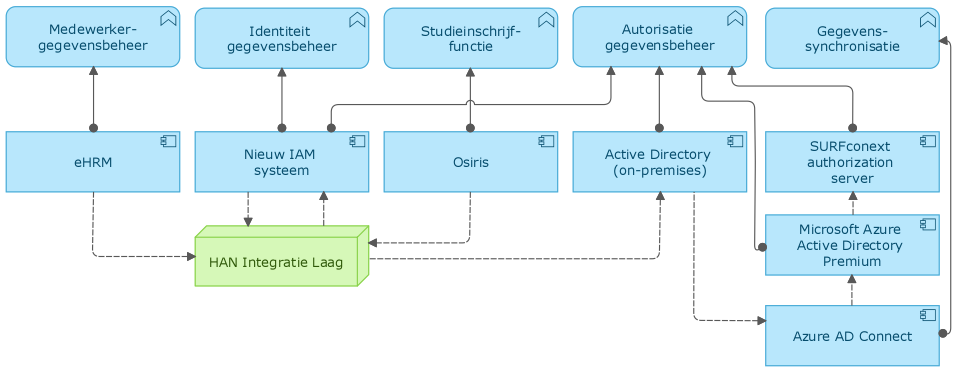 Medewerker-
gegevensbeheer
Identiteit
gegevensbeheer
Studieinschrijf-
functie
Autorisatie
gegevensbeheer
Gegevens-
synchronisatie
eHRM
Nieuw IAM
systeem
Osiris
Active Directory
(on-premises)
SURFconext
authorization
server
Microsoft Azure
Active Directory
Premium
HAN Integratie Laag
Azure AD Connect